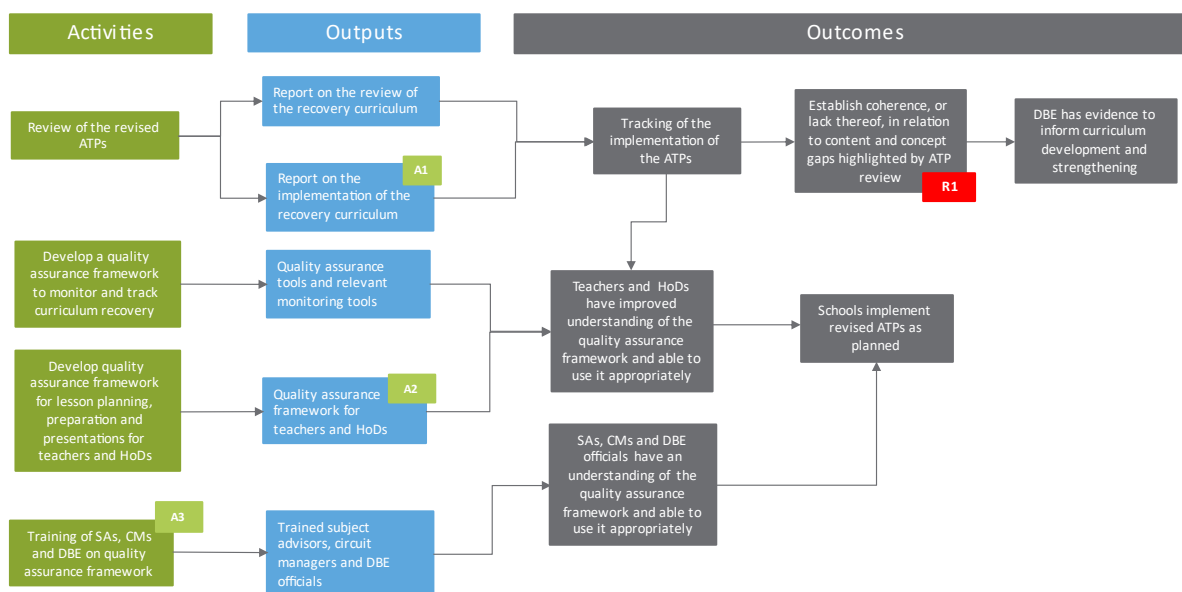 Activities
Outputs
Outcomes
Review of the revised
ATPs
Report on the review of
the recovery curriculum
A1
Report on the
implementation of the
recovery curriculum
Tracking of the
implementation of
the ATPs
Establish coherence, or
lack thereof, in relation
to content and concept
gaps highlighted by ATP
review
R1
DBE has evidence to
inform curriculum
development and
strengthening
Develop a quality
assurance framework
to monitor and track
curriculum recovery
Quality assurance
tools and relevant
monitoring tools
Teachers and HoDs
have improved
understanding of the
quality assurance
framework and able to
use it appropriately
Schools implement
revised ATPs as
planned
Develop quality
assurance framework
for lesson planning,
preparation and
presentations for
teachers and HoDs
A2
Quality assurance
framework for
teachers and HoDs
SAs, CMs and DBE
officials have an
understanding of the
quality assurance
framework and able to
use it appropriately
A3
Training of SAs, CMs
and DBE on quality
assurance framework
Trained subject
advisors, circuit
managers and DBE
officials